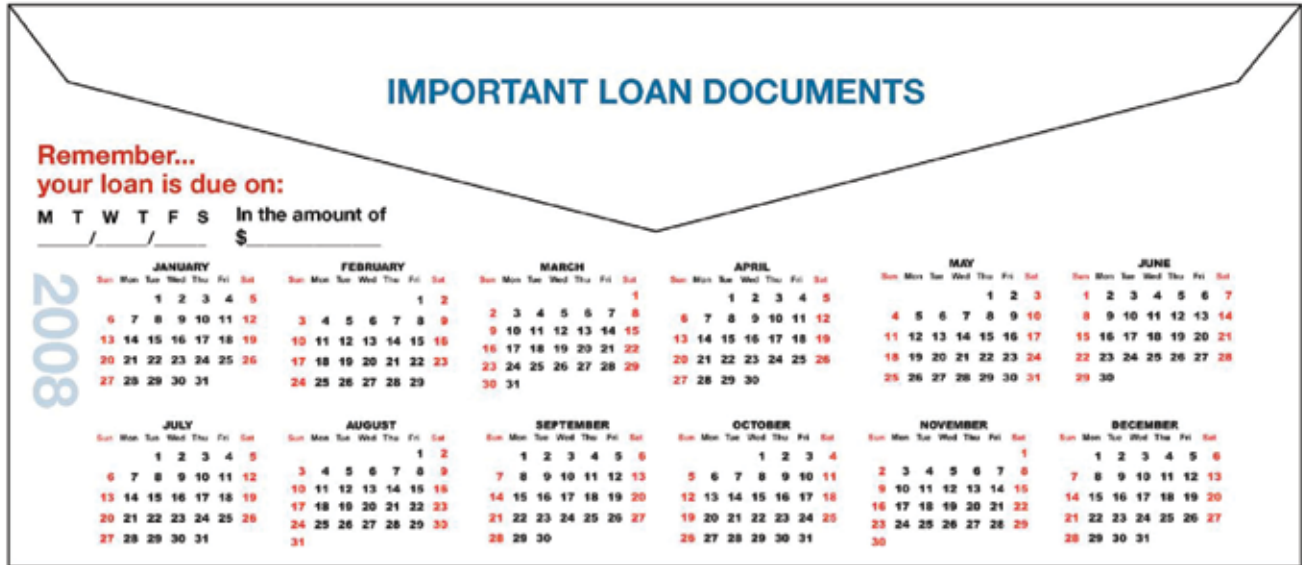 IMPORTANT LOAN DOCUMENTS
Remember...
your loan is due on:
M T W T F S
_____/_____/_____
In the amount of
$_____________
2008
JANUARY
Sun Mon Tue Wed Thu Fri Sat
1 2 3 4 5
6 7 8 9 10 11 12
13 14 15 16 17 18 19
20 21 22 23 24 25 26
27 28 29 30 31
FEBRUARY
Sun Mon Tue Wed Thu Fri Sat
1 2
3 4 5 6 7 8 9
10 11 12 13 14 15 16
17 18 19 20 21 22 23
24 25 26 27 28 29
MARCH
Sun Mon Tue Wed Thu Fri Sat
1
2 3 4 5 6 7 8
9 10 11 12 13 14 15
16 17 18 19 20 21 22
23 24 25 26 27 28 29
30 31
APRIL
Sun Mon Tue Wed Thu Fri Sat
1 2 3 4 5
6 7 8 9 10 11 12
13 14 15 16 17 18 19
20 21 22 23 24 25 26
27 28 29 30
MAY
Sun Mon Tue Wed Thu Fri Sat
1 2 3
4 5 6 7 8 9 10
11 12 13 14 15 16 17
18 19 20 21 22 23 24
25 26 27 28 29 30 31
JUNE
Sun Mon Tue Wed Thu Fri Sat
1 2 3 4 5 6 7
8 9 10 11 12 13 14
15 16 17 18 19 20 21
22 23 24 25 26 27 28
29 30
JULY
Sun Mon Tue Wed Thu Fri Sat
1 2 3 4 5
6 7 8 9 10 11 12
13 14 15 16 17 18 19
20 21 22 23 24 25 26
27 28 29 30 31
AUGUST
Sun Mon Tue Wed Thu Fri Sat
1 2
3 4 5 6 7 8 9
10 11 12 13 14 15 16
17 18 19 20 21 22 23
24 25 26 27 28 29 30
31
SEPTEMBER
Sun Mon Tue Wed Thu Fri Sat
1 2 3 4 5 6
7 8 9 10 11 12 13
14 15 16 17 18 19 20
21 22 23 24 25 26 27
28 29 30
OCTOBER
Sun Mon Tue Wed Thu Fri Sat
1 2 3 4
5 6 7 8 9 10 11
12 13 14 15 16 17 18
19 20 21 22 23 24 25
26 27 28 29 30 31
NOVEMBER
Sun Mon Tue Wed Thu Fri Sat
1
2 3 4 5 6 7 8
9 10 11 12 13 14 15
16 17 18 19 20 21 22
23 24 25 26 27 28 29
30
DECEMBER
Sun Mon Tue Wed Thu Fri Sat
1 2 3 4 5 6
7 8 9 10 11 12 13
14 15 16 17 18 19 20
21 22 23 24 25 26 27
28 29 30 31